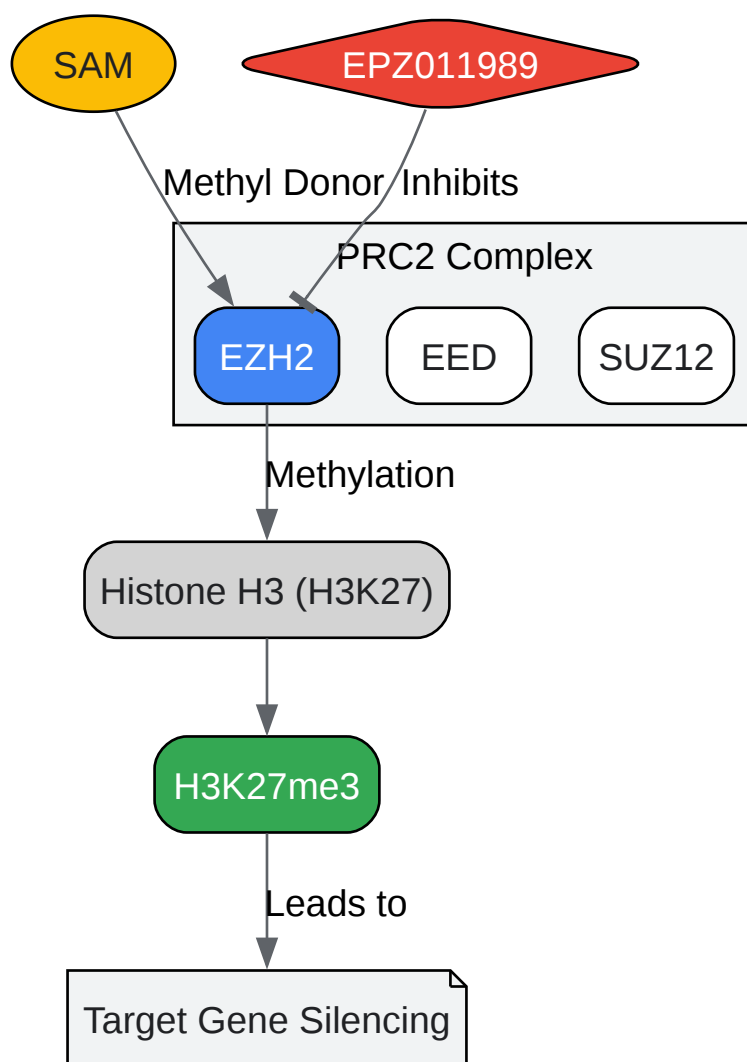 SAM
EPZ011989
Methyl Donor
Inhibits
PRC2 Complex
EZH2
EED
SUZ12
Methylation
Histone H3 (H3K27)
H3K27me3
Leads to
Target Gene Silencing